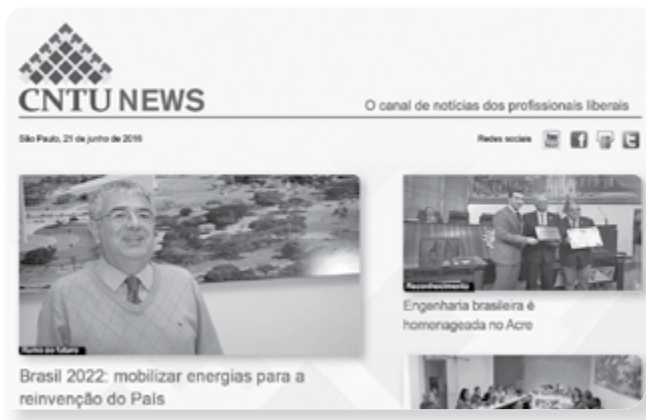 CNTU NEWS
O canal de notícias dos profissionais liberais
São Paulo, 21 de junho de 2016
Redes sociais
Rumo ao futuro
Brasil 2022: mobilizar energias para a
reinvenção do País
Reconhecimento
Engenharia brasileira é
homenageada no Acre